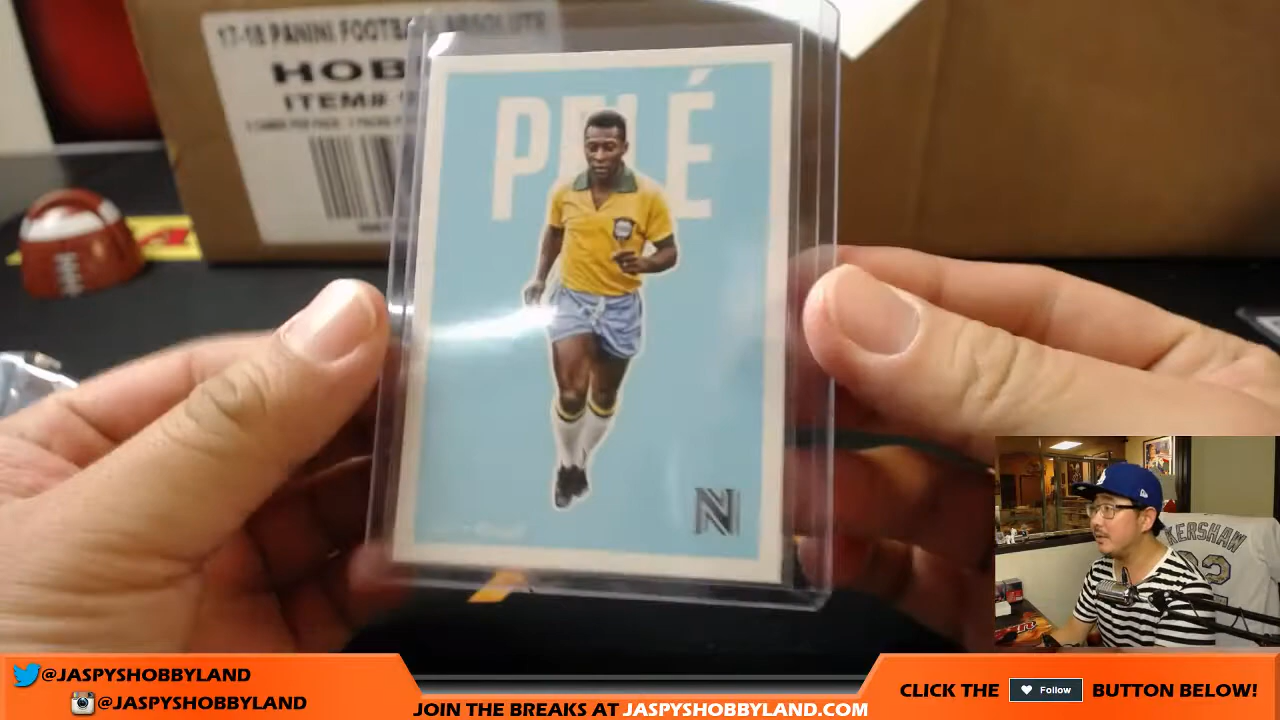 17-18 PANINI FOOTBALL ABSOLUTE
HOB
ITEM#
PELÉ
N
KERSHAW
22
@JASPYSHOBBYLAND
@JASPYSHOBBYLAND
JOIN THE BREAKS AT JASPYSHOBBYLAND.COM
CLICK THE Follow BUTTON BELOW!